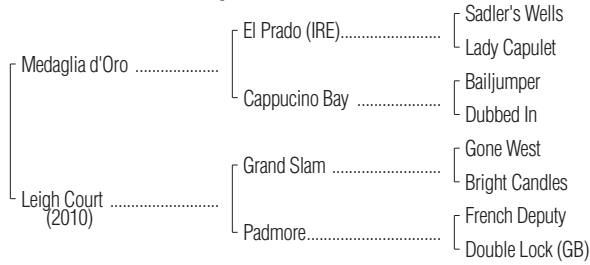 Sadler's Wells
El Prado (IRE)....................
Lady Capulet
Medaglia d'Oro .................
Bailjumper
Cappucino Bay .................
Dubbed In
Gone West
Grand Slam ......................
Bright Candles
Leigh Court ......................
(2010)
French Deputy
Padmore...........................
Double Lock (GB)